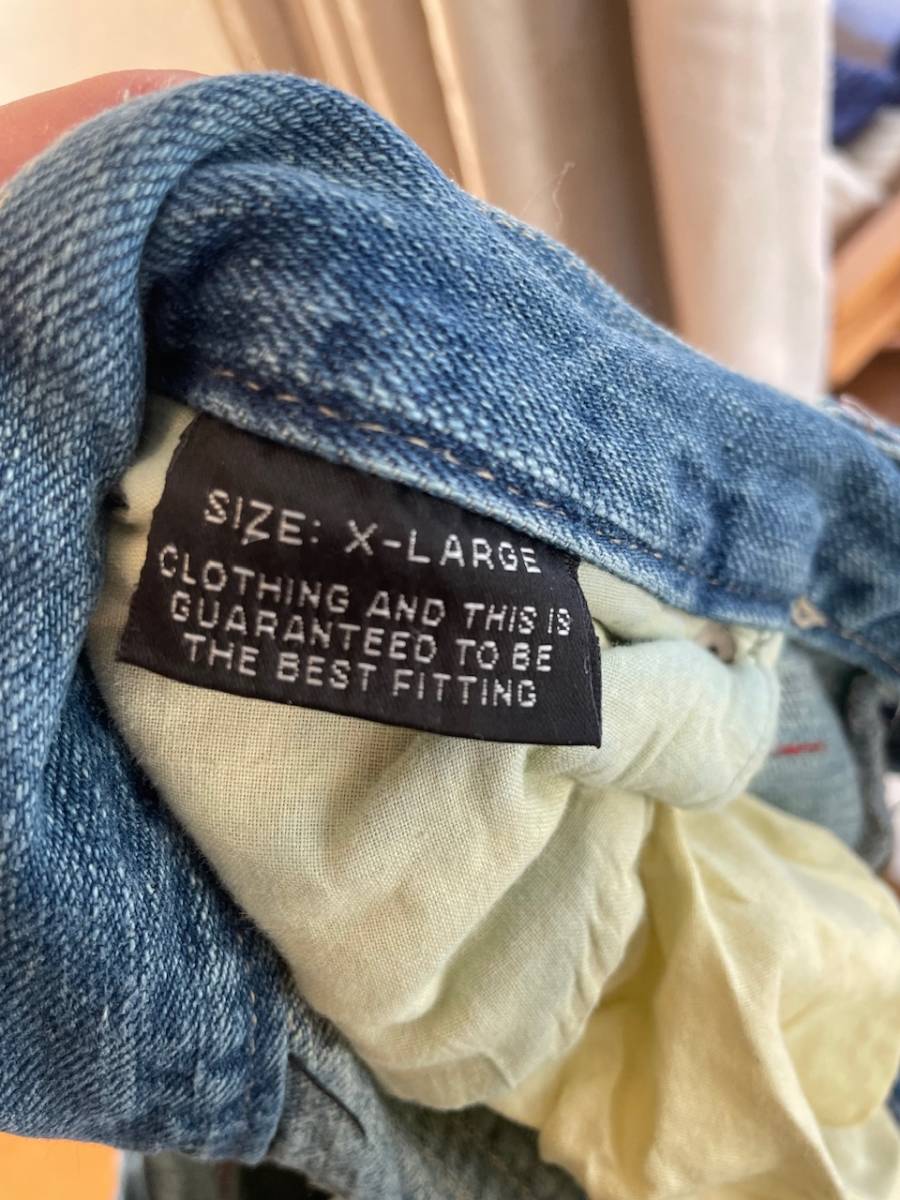 SIZE: X-LARGE
CLOTHING AND THIS IS
GUARANTEED TO BE
THE BEST FITTING